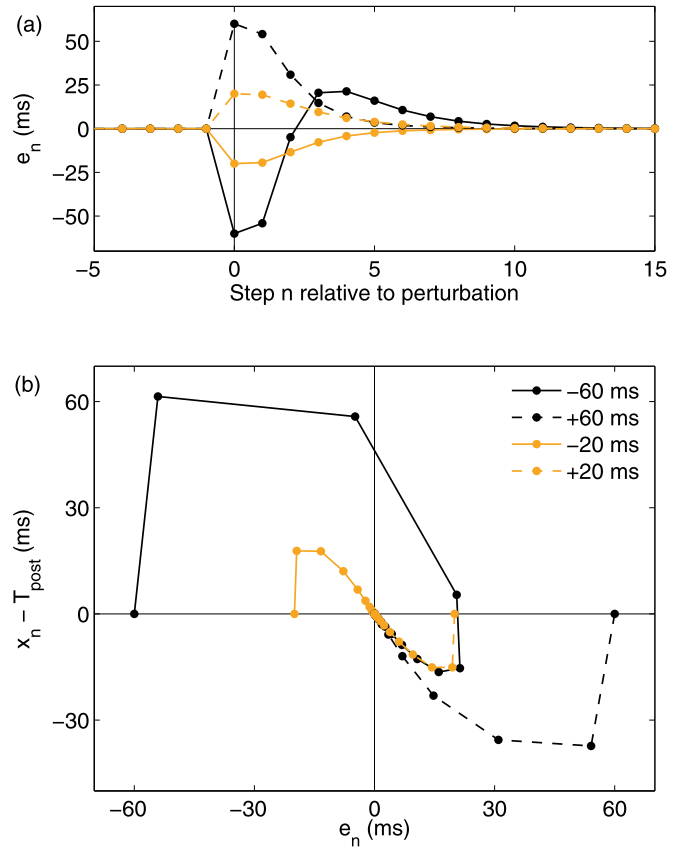 (a)
50
25
0
−25
−50
e_n (ms)
−5
0
5
10
15
Step n relative to perturbation
(b)
−60 ms
+60 ms
−20 ms
+20 ms
60
30
0
−30
x_n − T_post (ms)
−60
−30
0
30
60
e_n (ms)